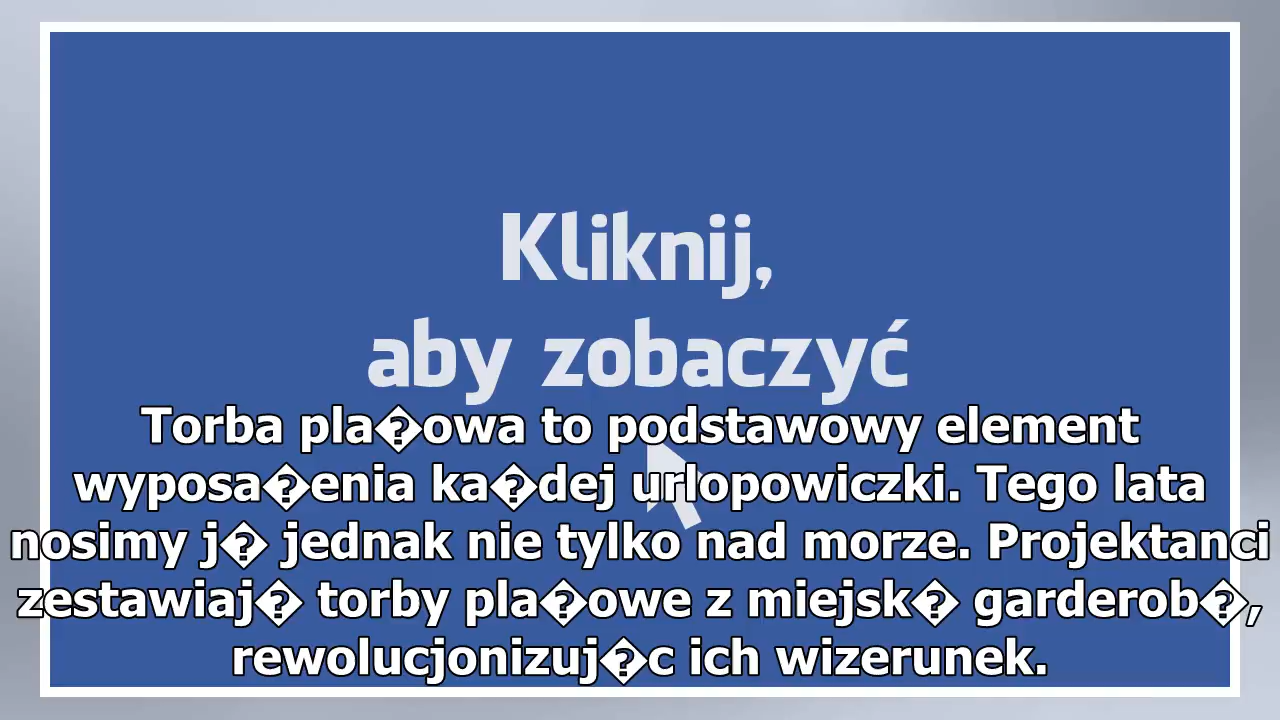 Kliknij,
aby zobaczyć
Torba pla�owa to podstawowy element
wyposa�enia ka�dej urlopowiczki. Tego lata
nosimy j� jednak nie tylko nad morze. Projektanci
zestawiaj� torby pla�owe z miejsk� garderob�,
rewolucjonizuj�c ich wizerunek.